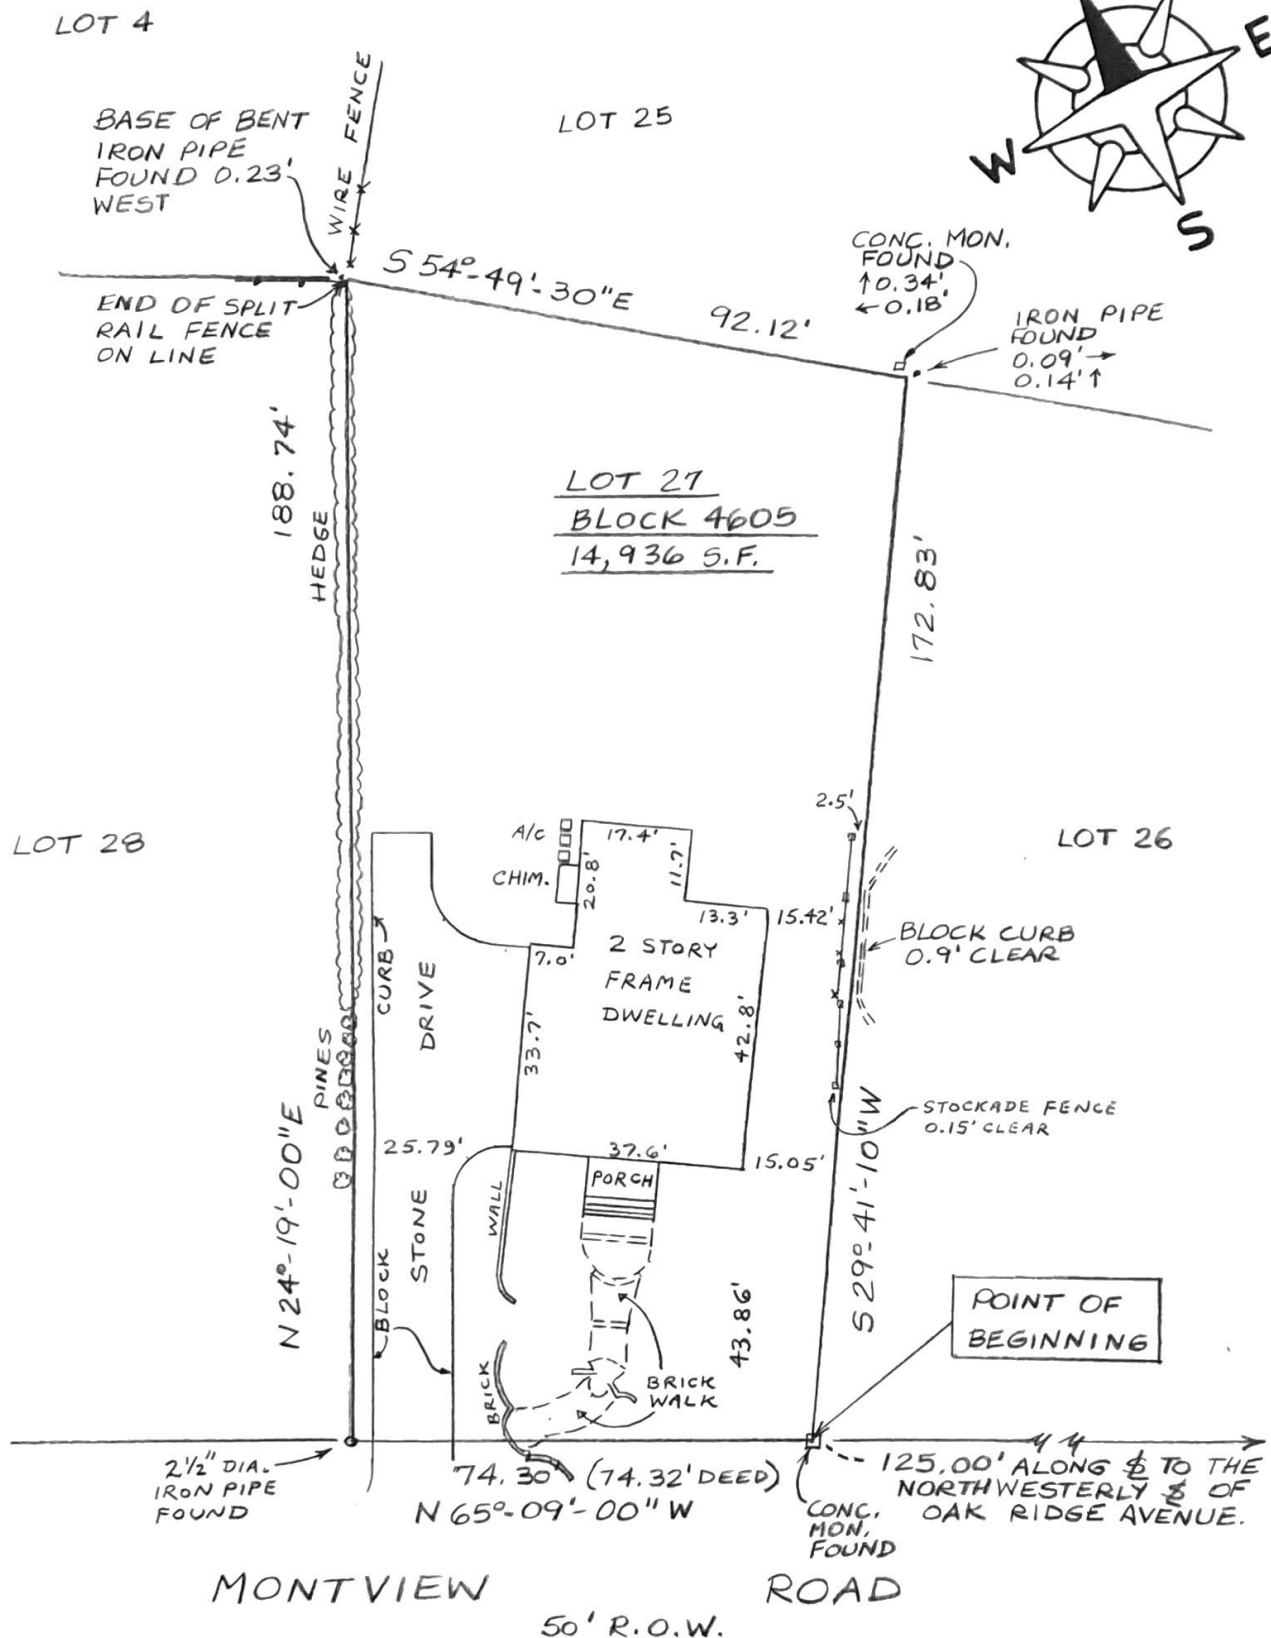 LOT 4
E
W
S
BASE OF BENT
IRON PIPE
FOUND 0.23'
WEST
WIRE FENCE
LOT 25
CONC. MON.
FOUND
↑0.34'
←0.18'
IRON PIPE
FOUND
0.09'→
0.14'↑
S 54°-49'-30"E
92.12'
END OF SPLIT
RAIL FENCE
ON LINE
188.74'
HEDGE
LOT 27
BLOCK 4605
14,936 S.F.
172.83'
LOT 28
LOT 26
2.5'
A/C
CHIM.
17.4'
20.8'
11.7'
13.3'
15.42'
7.0'
2 STORY
FRAME
DWELLING
33.7'
42.8'
BLOCK CURB
0.9' CLEAR
CURB
DRIVE
PINES
N 24°-19'-00"E
25.79'
37.6'
15.05'
PORCH
STOCKADE FENCE
0.15' CLEAR
WALL
STONE
BLOCK
S 29°-41'-10"W
43.86'
POINT OF
BEGINNING
BRICK
BRICK
WALK
2 1/2" DIA.
IRON PIPE
FOUND
74.30' (74.32' DEED)
N 65°-09'-00" W
CONC.
MON.
FOUND
125.00' ALONG TO THE
NORTHWESTERLY OF
OAK RIDGE AVENUE.
MONTVIEW ROAD
50' R.O.W.